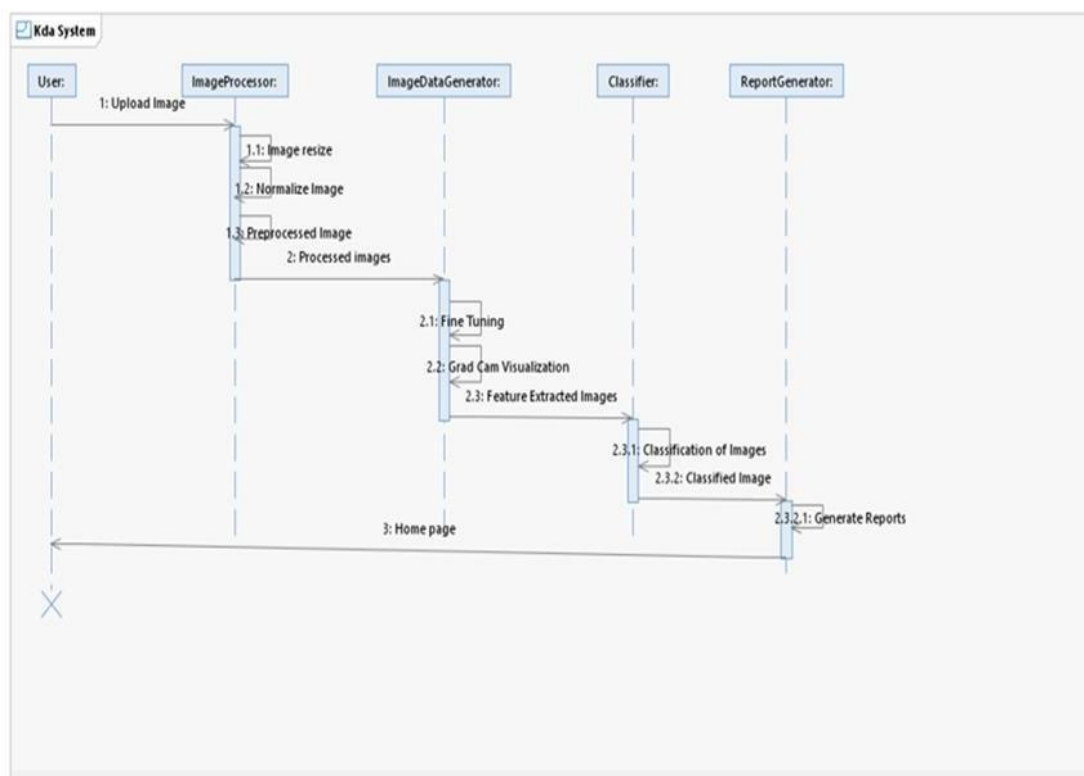 Kda System
User:
ImageProcessor:
ImageDataGenerator:
Classifier:
ReportGenerator:
1: Upload Image
1.1: Image resize
1.2: Normalize Image
1.3: Preprocessed Image
2: Processed images
2.1: Fine Tuning
2.2: Grad Cam Visualization
2.3: Feature Extracted Images
2.3.1: Classification of Images
2.3.2: Classified Image
2.3.2.1: Generate Reports
3: Home page